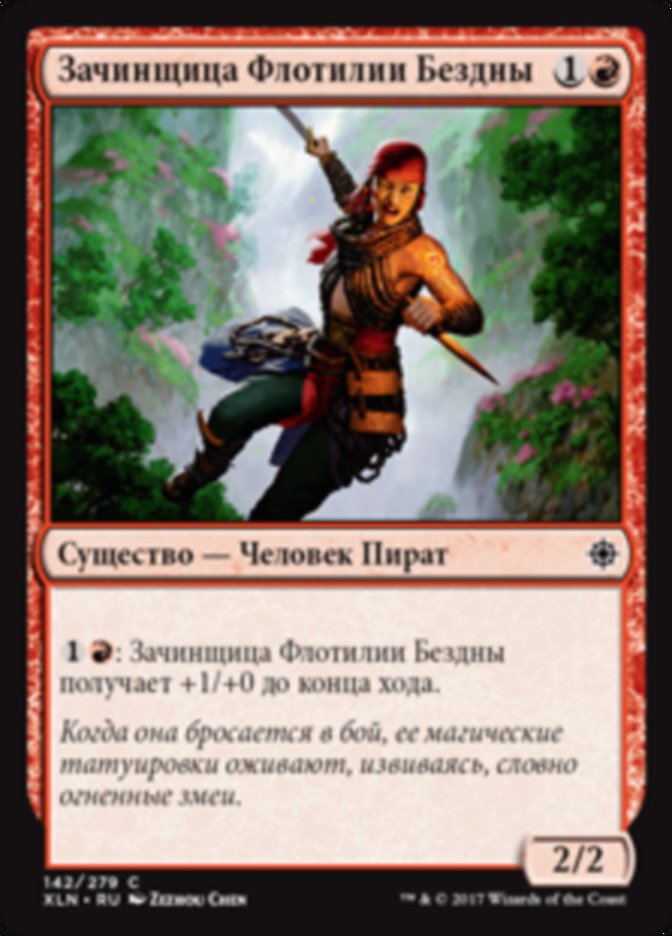 Зачинщица Флотилии Бездны 1
Существо — Человек Пират
1 : Зачинщица Флотилии Бездны
получает +1/+0 до конца хода.
Когда она бросается в бой, ее магические
татуировки оживают, извиваясь, словно
огненные змеи.
2/2
142/279 C
XLN • RU Zezhou Chen
™ & © 2017 Wizards of the Coast